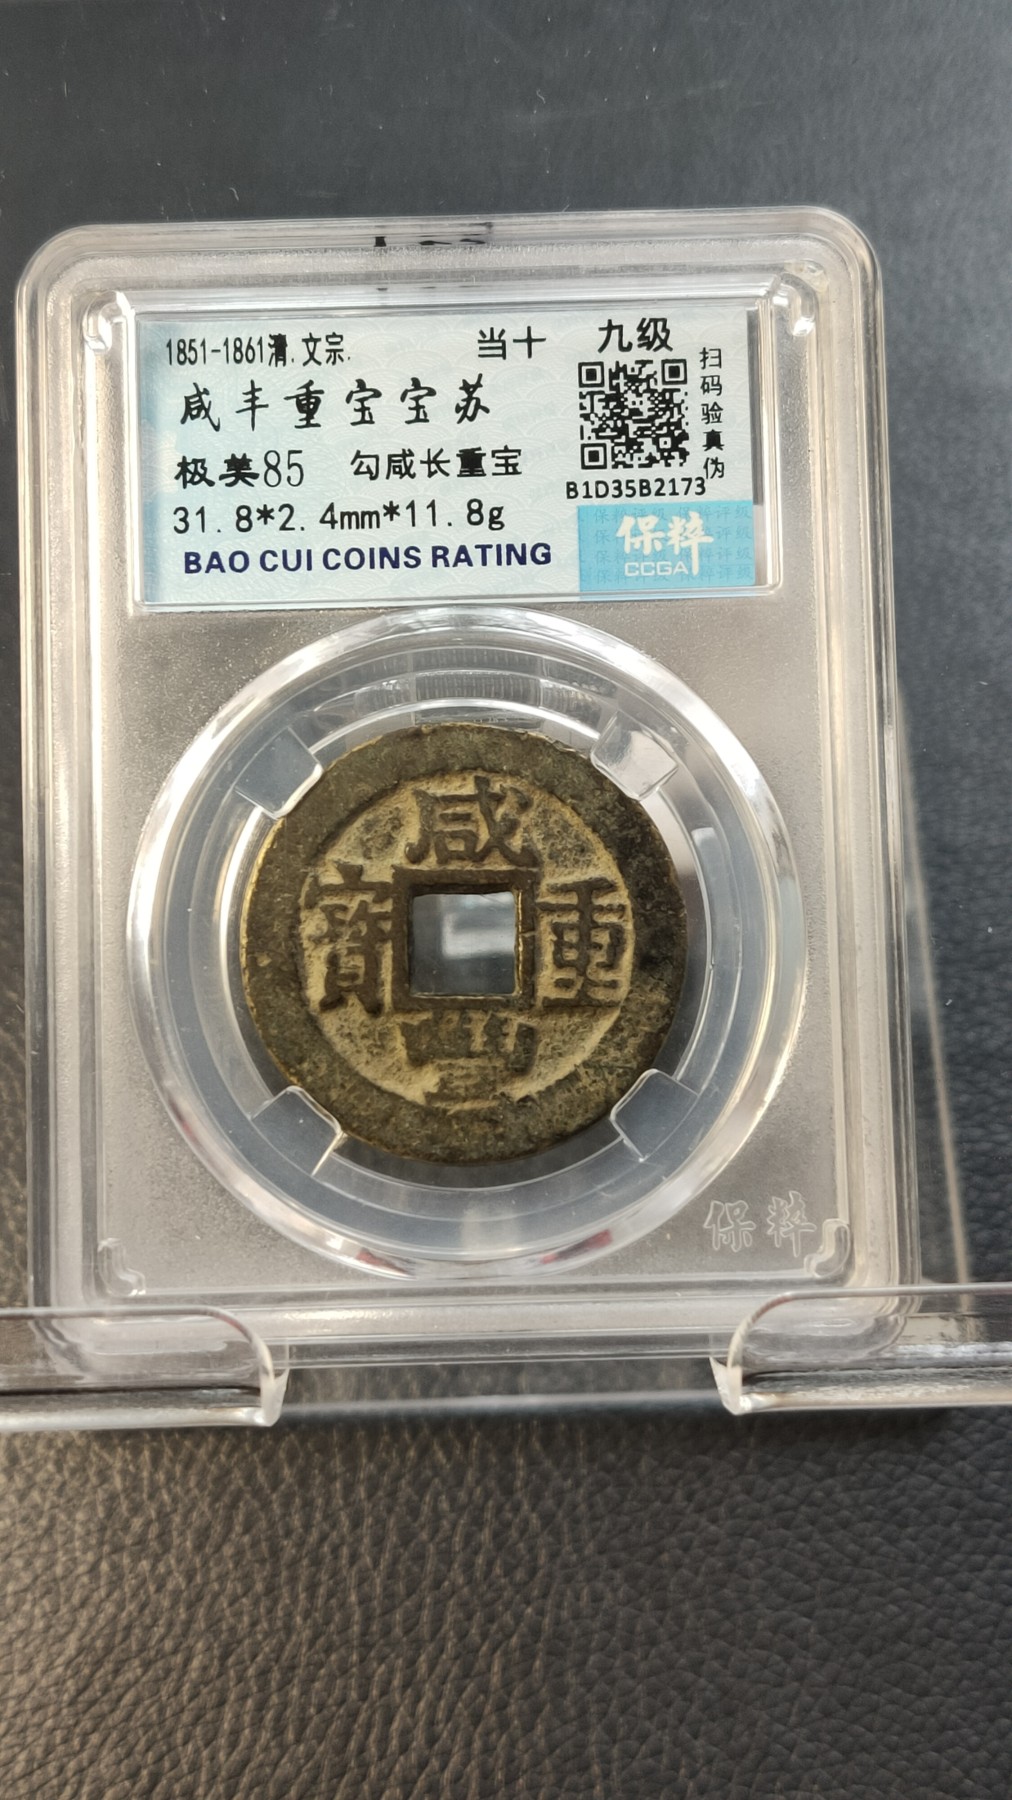 1851-1861清.文宗. 当十 九级
咸丰重宝宝苏
极美85 勾咸长重宝
扫码验真伪
B1D35B2173
31.8*2.4mm*11.8g
BAO CUI COINS RATING
保粹
CCGA
咸
寶 重
豐
保粹